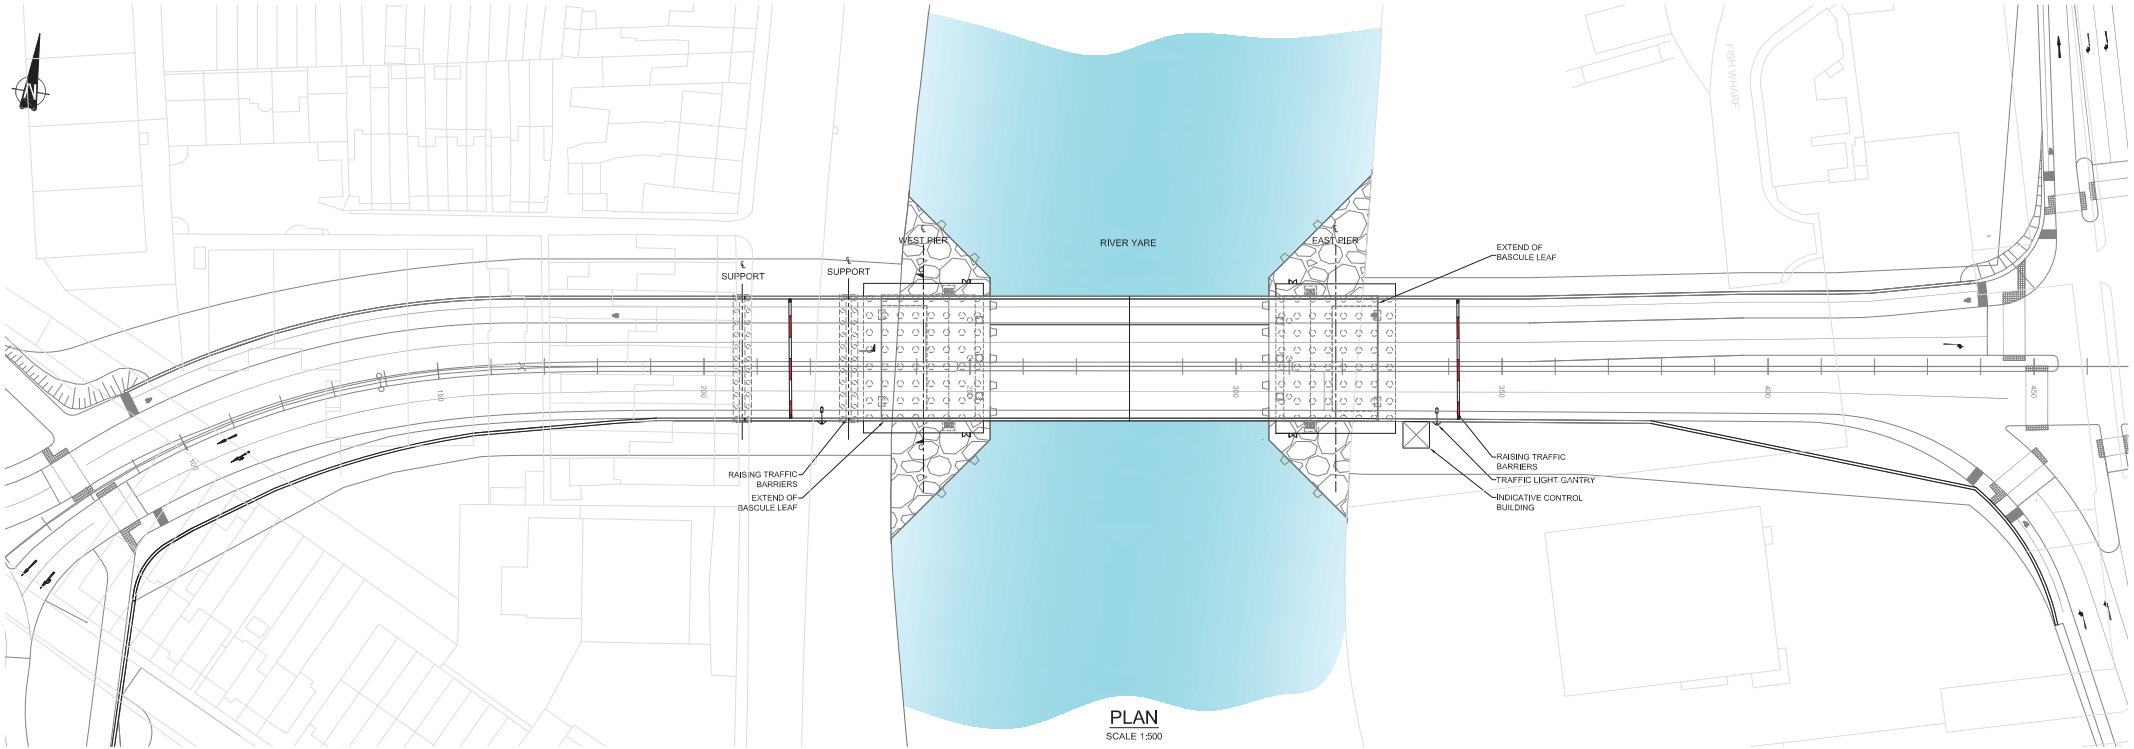 N
FISH WHARF
WEST PIER
RIVER YARE
EAST PIER
EXTEND OF
BASCULE LEAF
SUPPORT
SUPPORT
100
150
200
250
300
350
400
450
RAISING TRAFFIC
BARRIERS
EXTEND OF
BASCULE LEAF
RAISING TRAFFIC
BARRIERS
TRAFFIC LIGHT GANTRY
INDICATIVE CONTROL
BUILDING
PLAN
SCALE 1:500